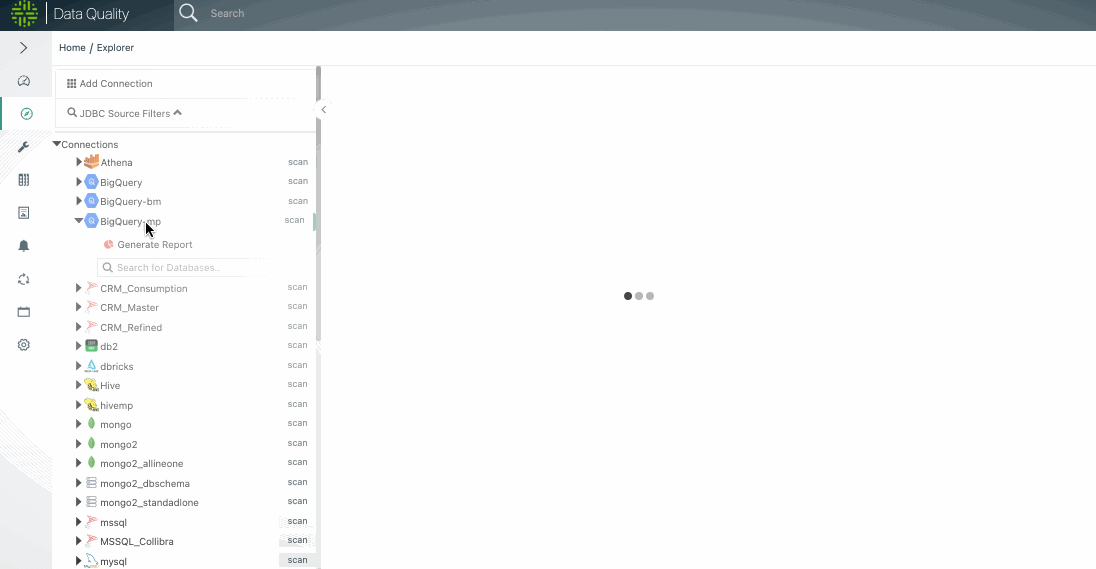 Data Quality
Search
Home / Explorer
Add Connection
JDBC Source Filters
Connections
Athena scan
BigQuery scan
BigQuery-bm scan
BigQuery-mp scan
Generate Report
Search for Databases..
CRM_Consumption scan
CRM_Master scan
CRM_Refined scan
db2 scan
dbricks scan
Hive scan
hivemp scan
mongo scan
mongo2 scan
mongo2_allineone scan
mongo2_dbschema scan
mongo2_standadlone scan
mssql scan
MSSQL_Collibra scan
mysql scan